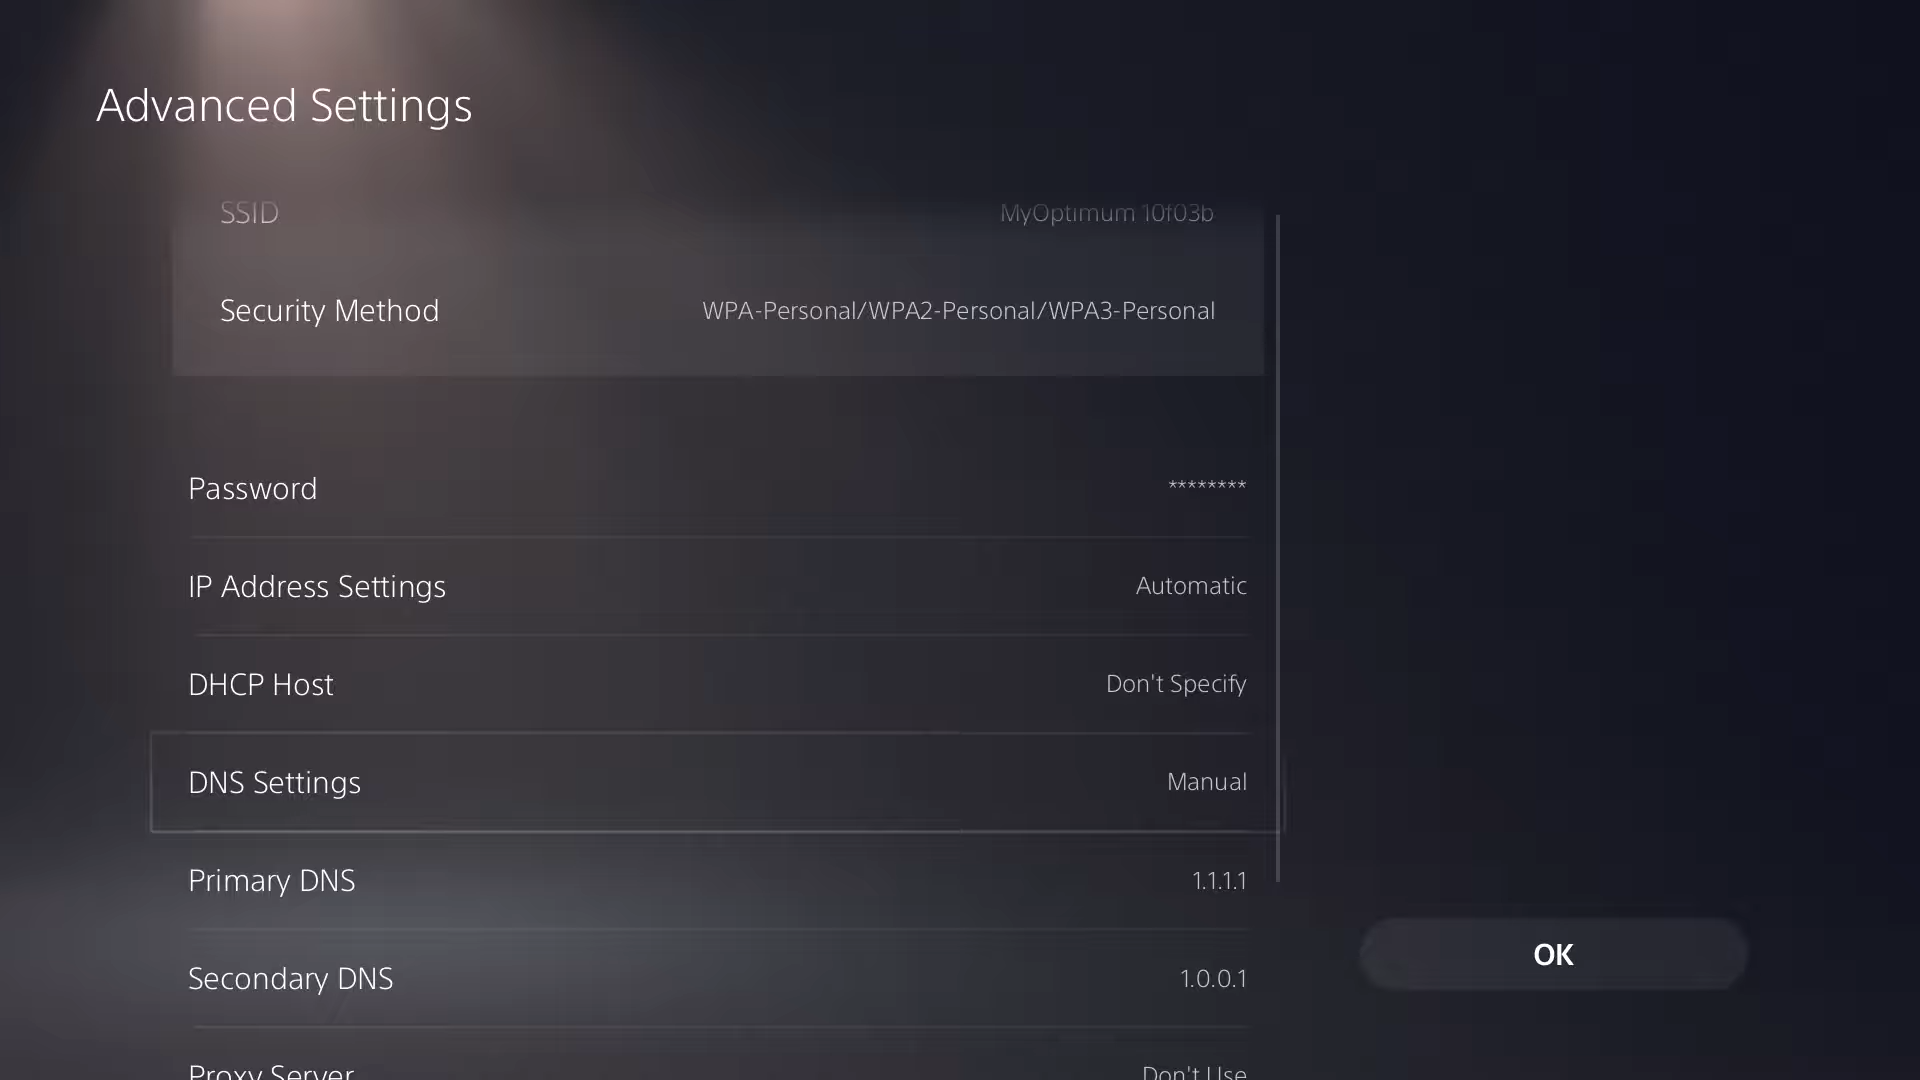 Advanced Settings
SSID MyOptimum 10f03b
Security Method WPA-Personal/WPA2-Personal/WPA3-Personal
Password ********
IP Address Settings Automatic
DHCP Host Don't Specify
DNS Settings Manual
Primary DNS 1.1.1.1
Secondary DNS 1.0.0.1
OK
Proxy Server Don't Use